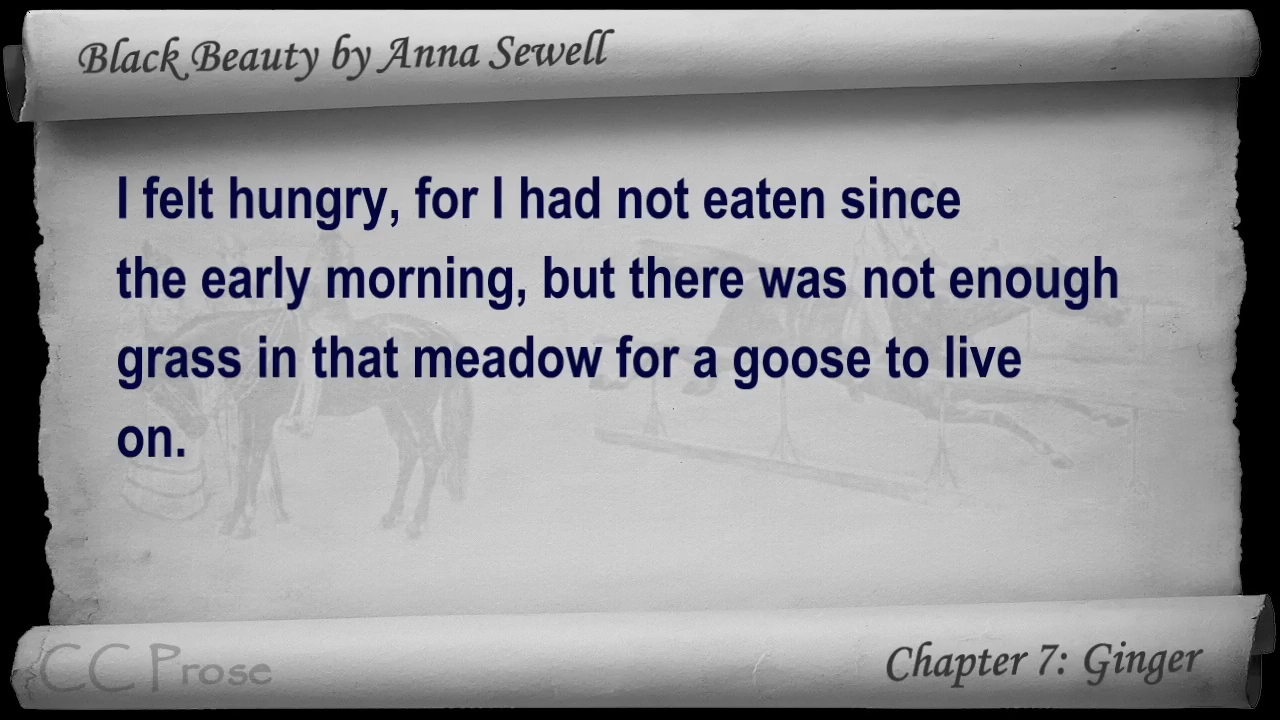 Black Beauty by Anna Sewell
I felt hungry, for I had not eaten since
the early morning, but there was not enough
grass in that meadow for a goose to live
on.
CC Prose
Chapter 7: Ginger